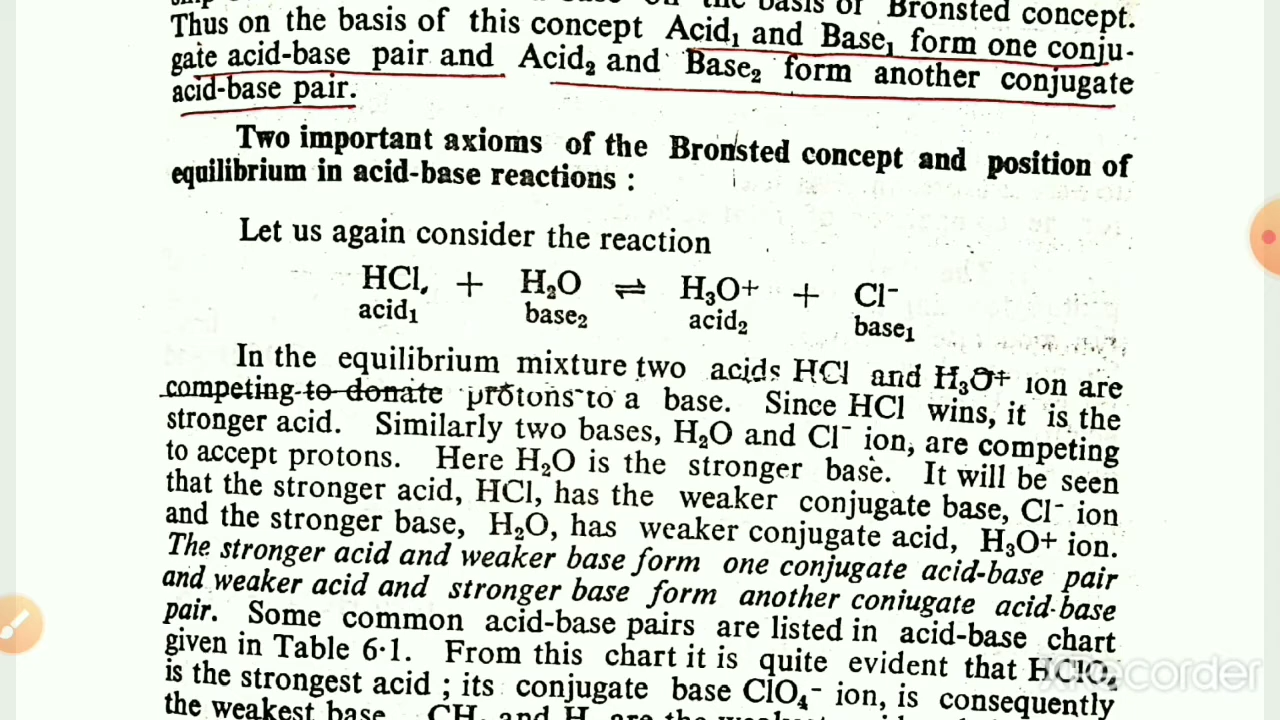 the basis of Bronsted concept.
Thus on the basis of this concept Acid₁ and Base₁ form one conju-
gate acid-base pair and Acid₂ and Base₂ form another conjugate
acid-base pair.
Two important axioms of the Bronsted concept and position of
equilibrium in acid-base reactions :
Let us again consider the reaction
HCl, + H₂O ⇌ H₃O+ + Cl⁻
acid₁ base₂ acid₂ base₁
In the equilibrium mixture two acids HCl and H₃O+ ion are
competing to donate protons to a base. Since HCl wins, it is the
stronger acid. Similarly two bases, H₂O and Cl⁻ ion, are competing
to accept protons. Here H₂O is the stronger base. It will be seen
that the stronger acid, HCl, has the weaker conjugate base, Cl⁻ ion
and the stronger base, H₂O, has weaker conjugate acid, H₃O+ ion.
The stronger acid and weaker base form one conjugate acid-base pair
and weaker acid and stronger base form another conjugate acid-base
pair. Some common acid-base pairs are listed in acid-base chart
given in Table 6·1. From this chart it is quite evident that HClO₄
is the strongest acid ; its conjugate base ClO₄⁻ ion, is consequently
the weakest base. and are the